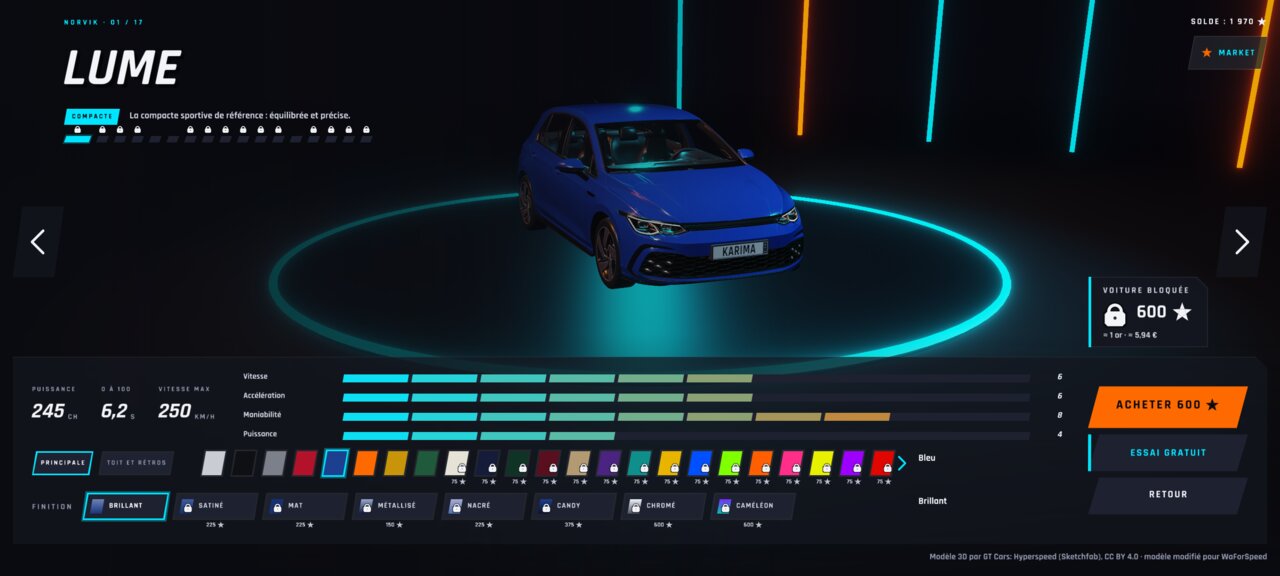 NORVIK · 01 / 17
SOLDE : 1 970 ★
LUME
★ MARKET
COMPACTE La compacte sportive de référence : équilibrée et précise.
KARIMA
VOITURE BLOQUÉE
600 ★
= 1 or · ≈ 5,94 €
PUISSANCE 0 À 100 VITESSE MAX
245 CH 6,2 S 250 KM/H
Vitesse 6
Accélération 6
Maniabilité 8
Puissance 4
ACHETER 600 ★
ESSAI GRATUIT
RETOUR
PRINCIPALE TOIT ET RÉTROS Bleu
75 ★ 75 ★ 75 ★ 75 ★ 75 ★ 75 ★ 75 ★ 75 ★ 75 ★ 75 ★ 75 ★ 75 ★ 75 ★ 75 ★ 75 ★
FINITION BRILLANT SATINÉ MAT MÉTALLISÉ NACRÉ CANDY CHROMÉ CAMÉLÉON Brillant
225 ★ 225 ★ 150 ★ 225 ★ 375 ★ 600 ★ 600 ★
Modèle 3D par GT Cars: Hyperspeed (Sketchfab), CC BY 4.0 · modèle modifié pour WoForSpeed